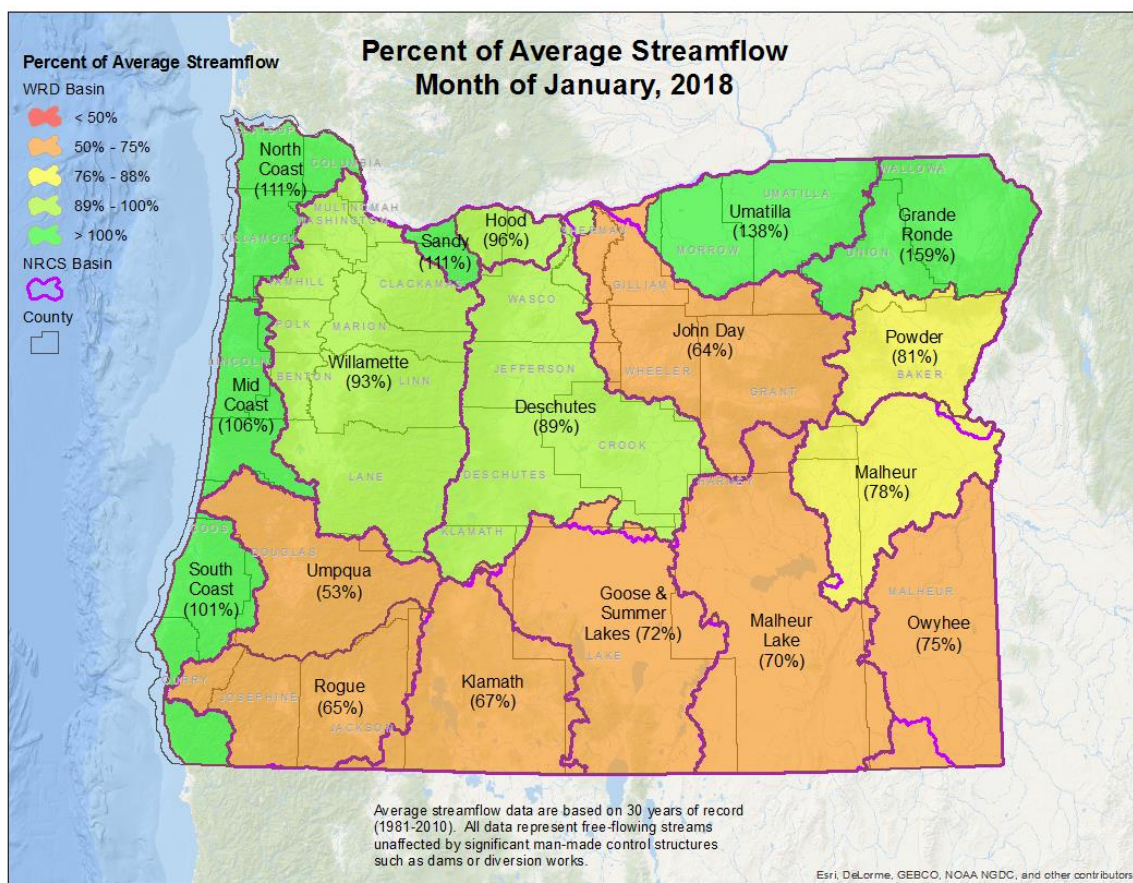 Percent of Average Streamflow
Month of January, 2018
Percent of Average Streamflow
WRD Basin
< 50%
50% - 75%
76% - 88%
89% - 100%
> 100%
NRCS Basin
County
North
Coast
(111%)
COLUMBIA
MULTNOMAH
WASHINGTON
TILLAMOOK
YAMHILL
CLACKAMAS
Sandy
(111%)
Hood
(96%)
SHERMAN
WASCO
GILLIAM
MORROW
UMATILLA
Umatilla
(138%)
WALLOWA
Grande
Ronde
(159%)
UNION
POLK
MARION
Willamette
(93%)
BENTON
LINN
LINCOLN
Mid
Coast
(106%)
LANE
JEFFERSON
Deschutes
(89%)
CROOK
DESCHUTES
John Day
(64%)
WHEELER
GRANT
Powder
(81%)
BAKER
Malheur
(78%)
HARNEY
KLAMATH
COOS
DOUGLAS
South
Coast
(101%)
Umpqua
(53%)
Goose &
Summer
Lakes (72%)
LAKE
Malheur
Lake
(70%)
MALHEUR
Owyhee
(75%)
CURRY
JOSEPHINE
Rogue
(65%)
JACKSON
Klamath
(67%)
Average streamflow data are based on 30 years of record
(1981-2010). All data represent free-flowing streams
unaffected by significant man-made control structures
such as dams or diversion works.
Esri, DeLorme, GEBCO, NOAA NGDC, and other contributors